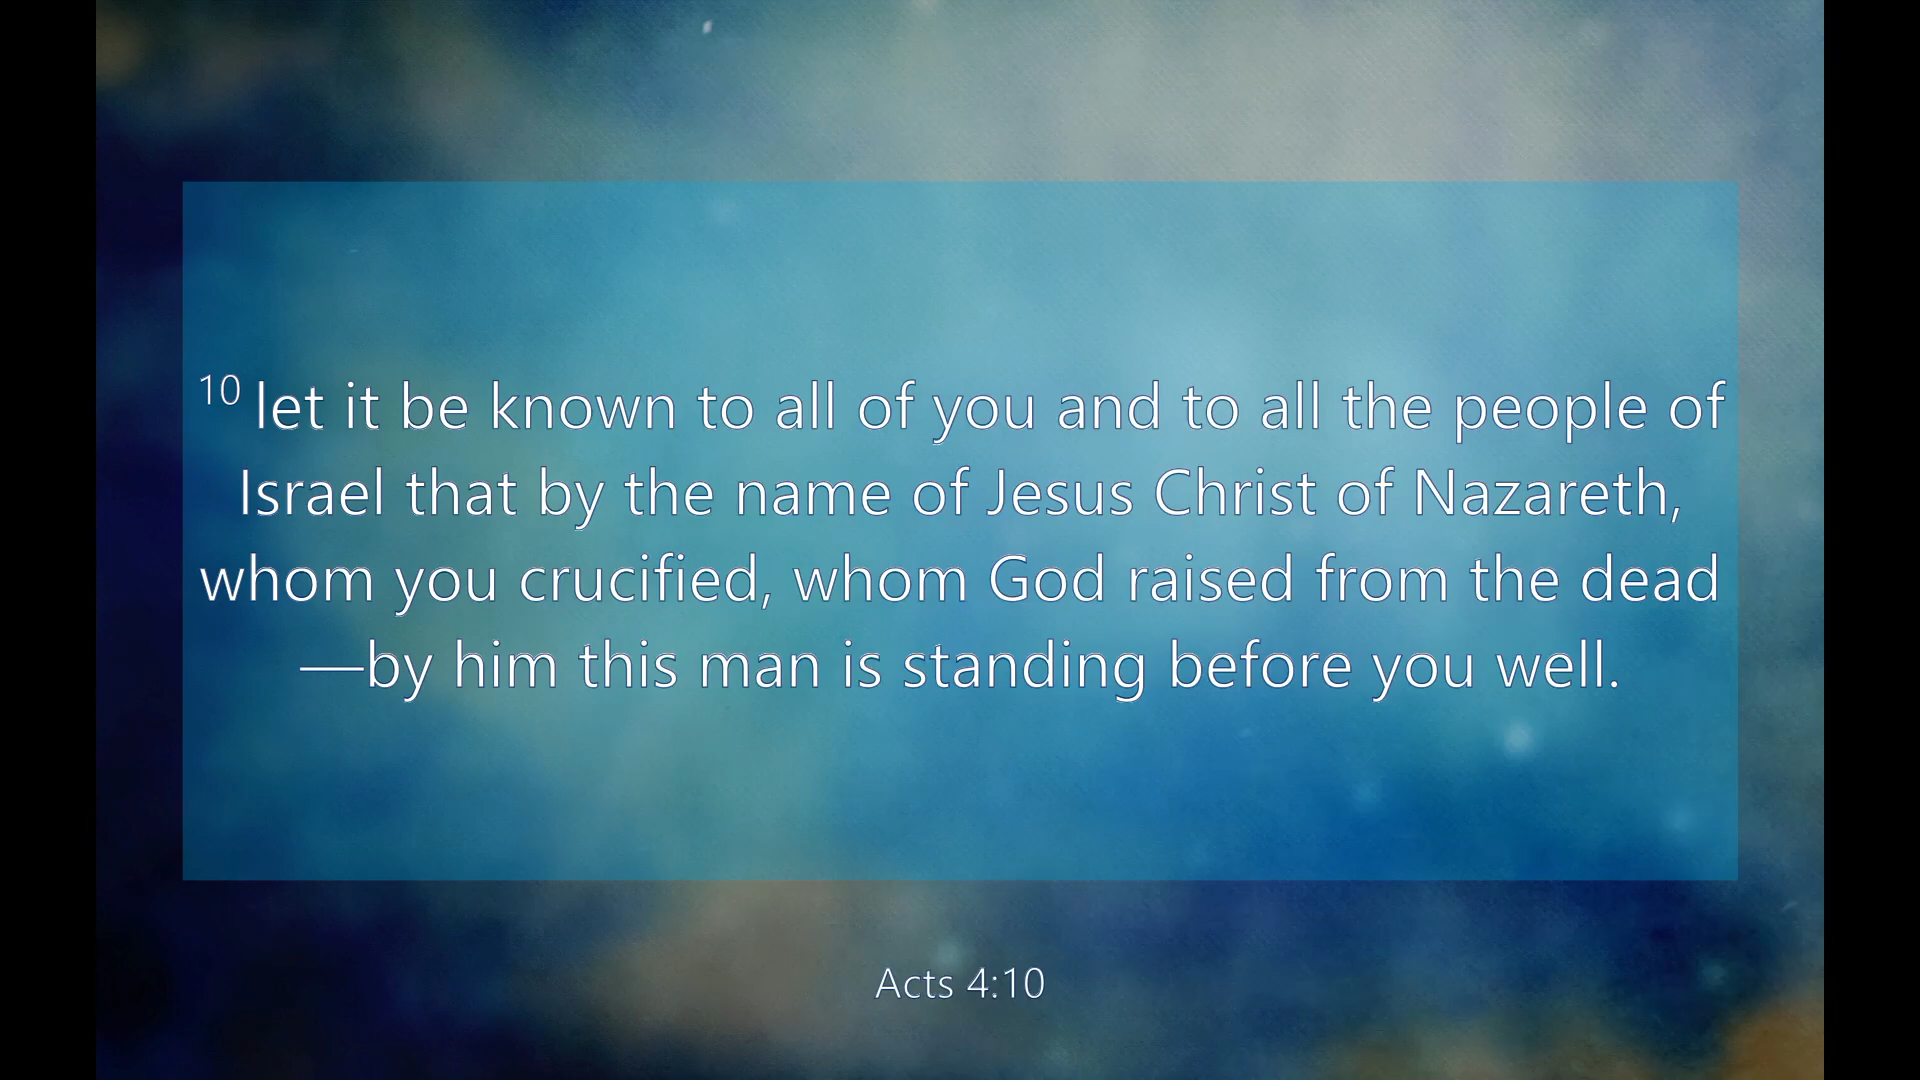 10 let it be known to all of you and to all the people of
Israel that by the name of Jesus Christ of Nazareth,
whom you crucified, whom God raised from the dead
—by him this man is standing before you well.
Acts 4:10